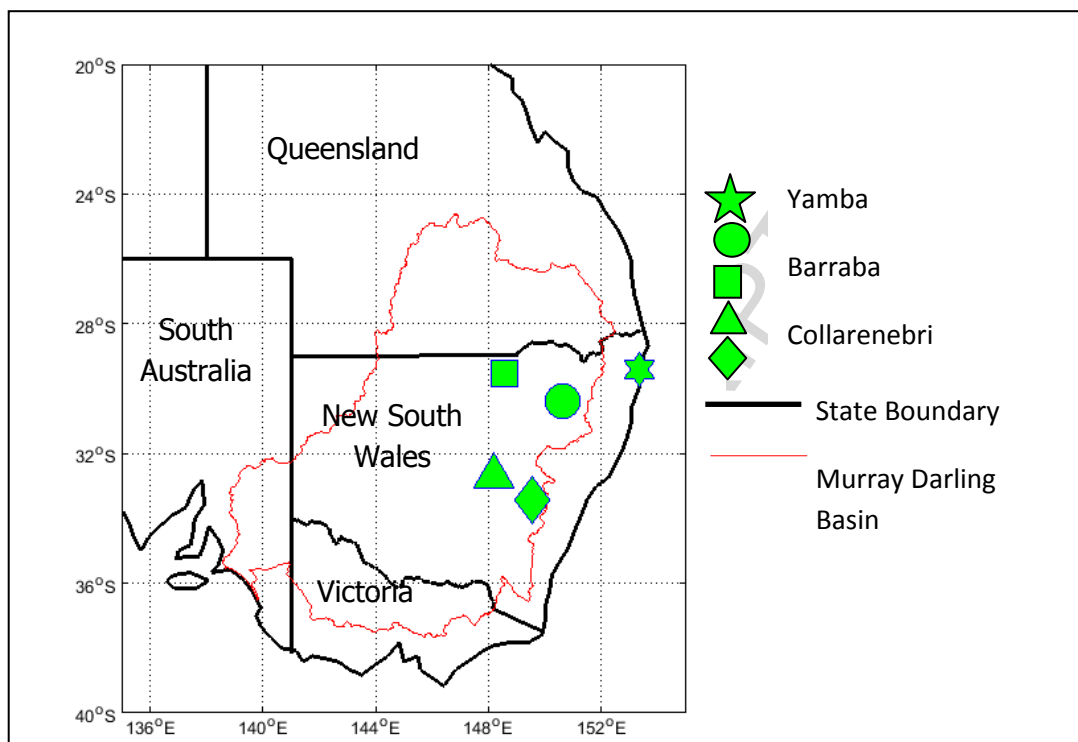 20°S
24°S
28°S
32°S
36°S
40°S
136°E
140°E
144°E
148°E
152°E
Queensland
South
Australia
New South
Wales
Victoria
Yamba
Barraba
Collarenebri
State Boundary
Murray Darling
Basin